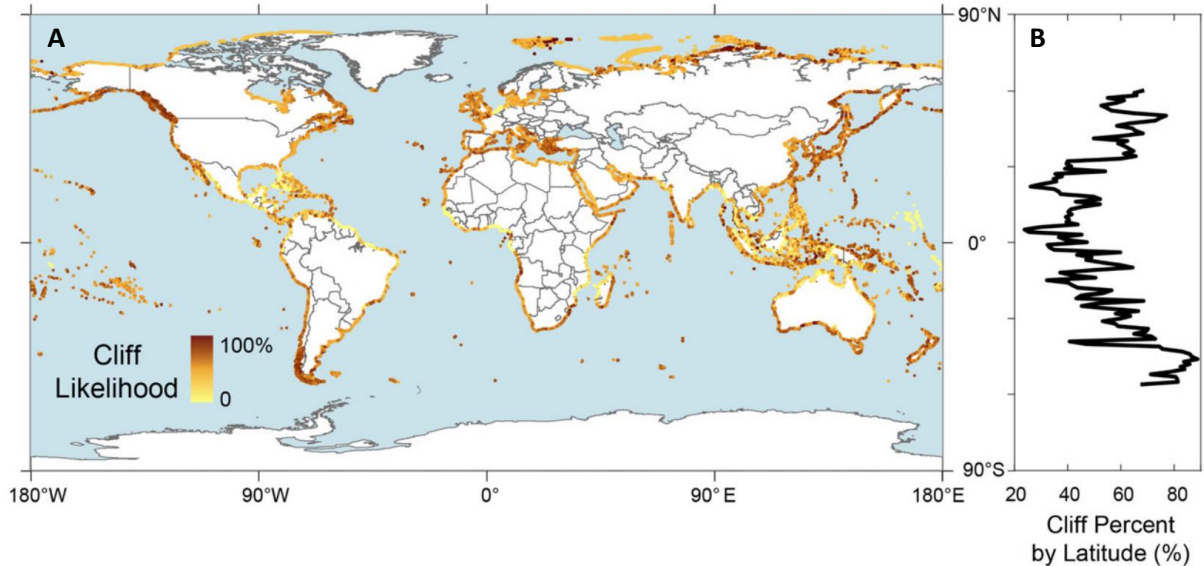 A
B
90°N
0°
90°S
Cliff
Likelihood
100%
0
180°W
90°W
0°
90° E
180°E
20
40
60
80
Cliff Percent
by Latitude (%)